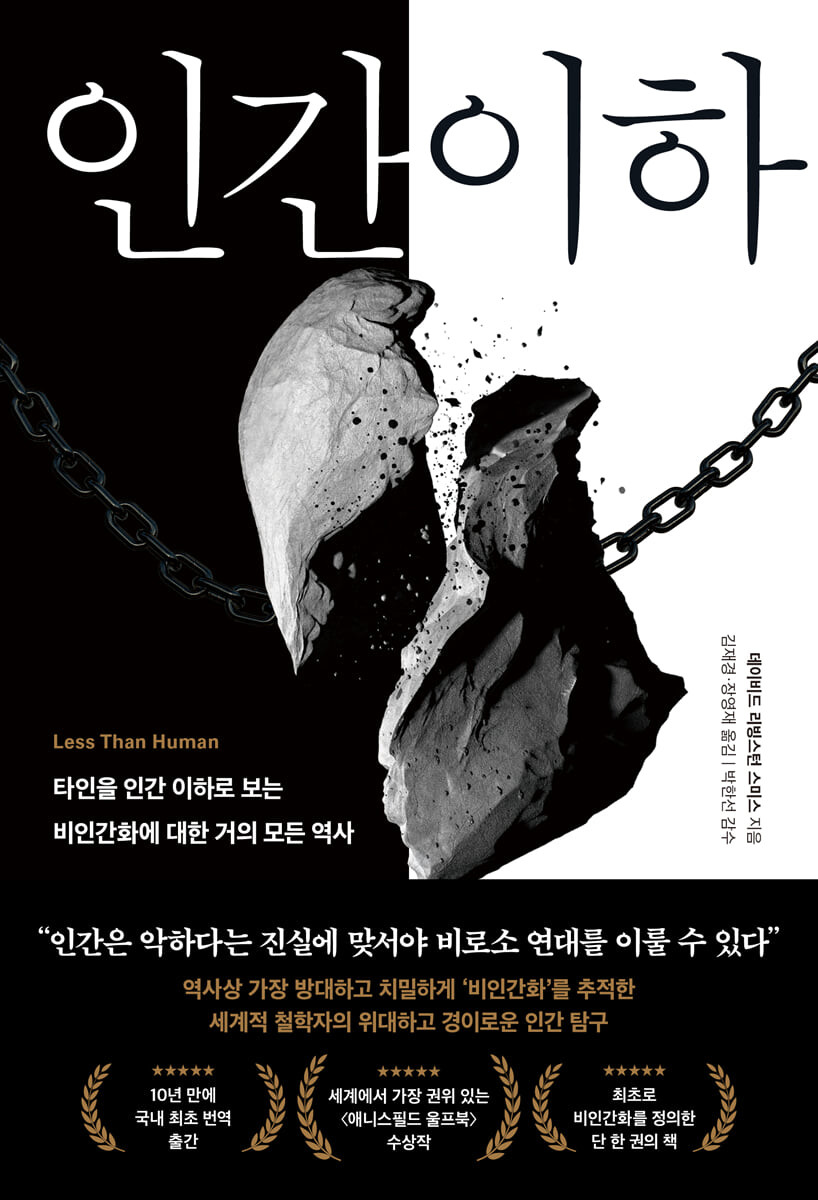 인간이하
Less Than Human
타인을 인간 이하로 보는
비인간화에 대한 거의 모든 역사
데이비드 리빙스턴 스미스 지음
김재경·장영재 옮김 | 박한선 감수
“인간은 악하다는 진실에 맞서야 비로소 연대를 이룰 수 있다”
역사상 가장 방대하고 치밀하게 ‘비인간화’를 추적한
세계적 철학자의 위대하고 경이로운 인간 탐구
★★★★★
10년 만에
국내 최초 번역
출간
★★★★★
세계에서 가장 권위 있는
〈애니스필드 울프북〉
수상작
★★★★★
최초로
비인간화를 정의한
단 한 권의 책